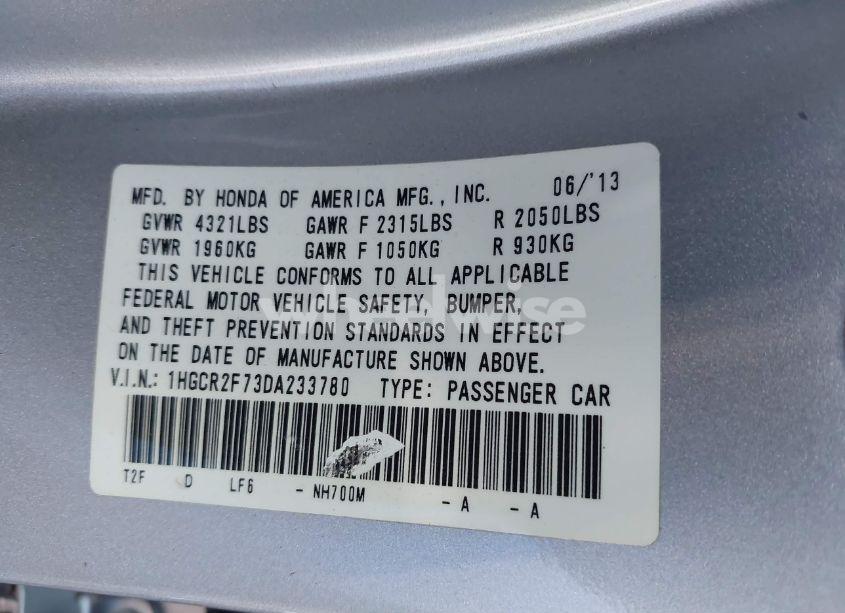 MFD. BY HONDA OF AMERICA MFG., INC. 06/'13
GVWR 4321LBS GAWR F 2315LBS R 2050LBS
GVWR 1960KG GAWR F 1050KG R 930KG
THIS VEHICLE CONFORMS TO ALL APPLICABLE
FEDERAL MOTOR VEHICLE SAFETY, BUMPER,
AND THEFT PREVENTION STANDARDS IN EFFECT
ON THE DATE OF MANUFACTURE SHOWN ABOVE.
V.I.N.: 1HGCR2F73DA233780 TYPE: PASSENGER CAR
T2F D LF6 - NH700M - A - A
wheelwise